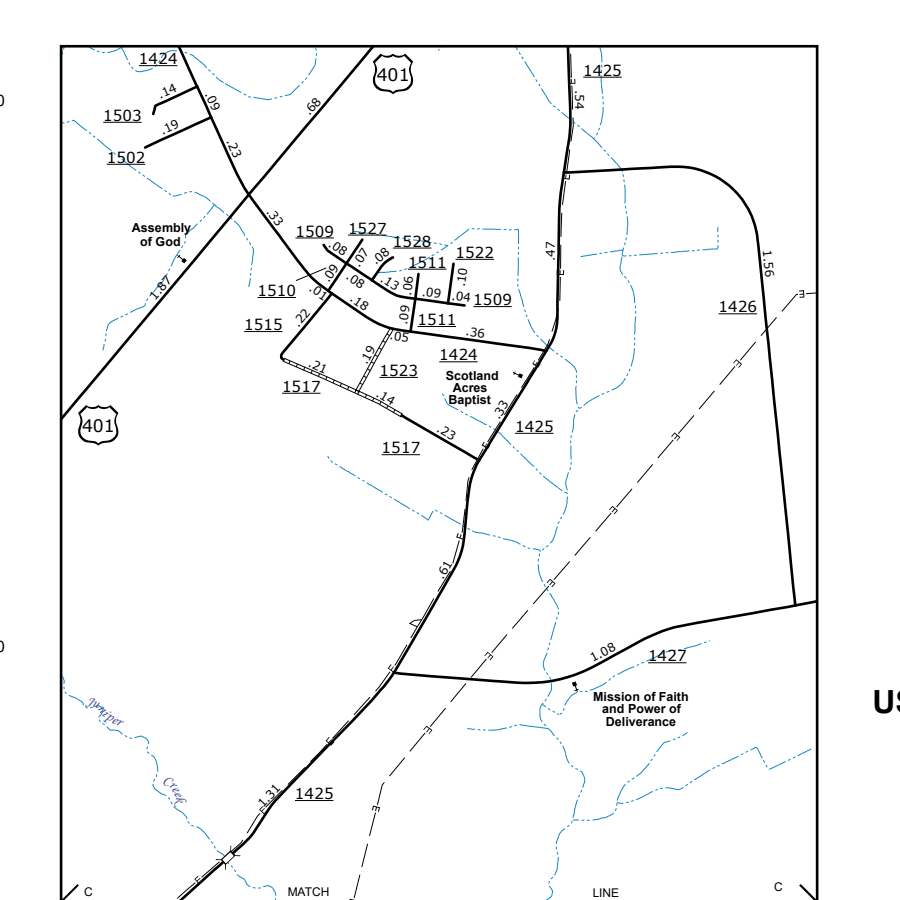 1424
401
1425
.14
.09
.68
.54
1503
.19
1502
.23
Assembly
of God
.33
1509
1527
1528
.08
.07
.08
1511
1522
.47
1.56
1.87
1510
.09
.08
.13
.06
.09
.10
.04
1509
.01
.18
.09
1511
1426
1515
.22
.05
.36
1424
.19
.21
1523
1517
.14
Scotland
Acres
Baptist
.33
1425
401
.23
1517
.61
1.08
1427
Mission of Faith
and Power of
Deliverance
US
Juniper
Creek
1.31
1425
C
MATCH
LINE
C
E
E
E
E
E
E
E
E
E
0
0